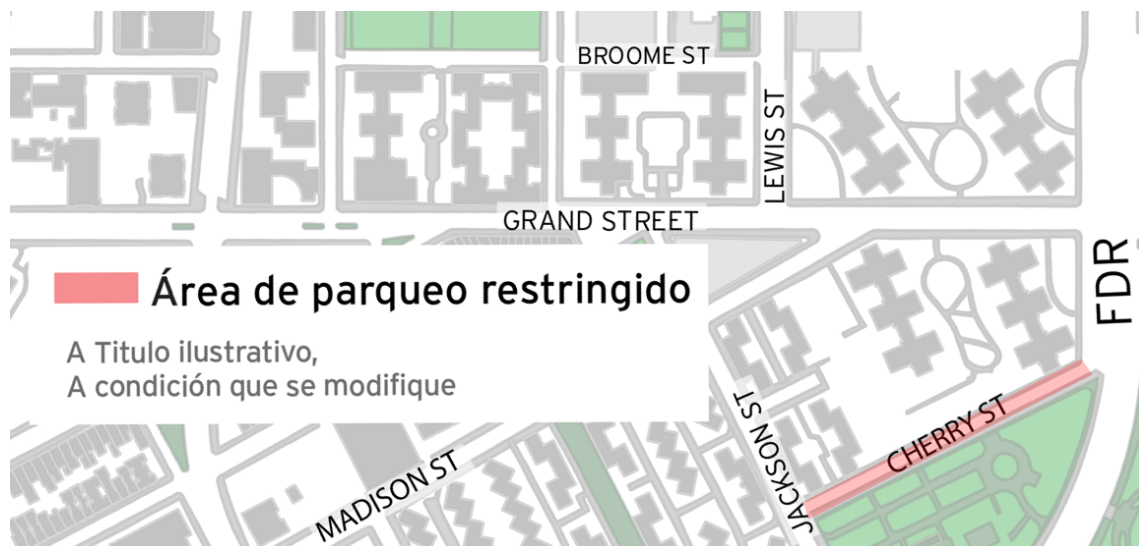 BROOME ST
LEWIS ST
GRAND STREET
FDR
Área de parqueo restringido
A Titulo ilustrativo,
A condición que se modifique
JACKSON ST
CHERRY ST
MADISON ST